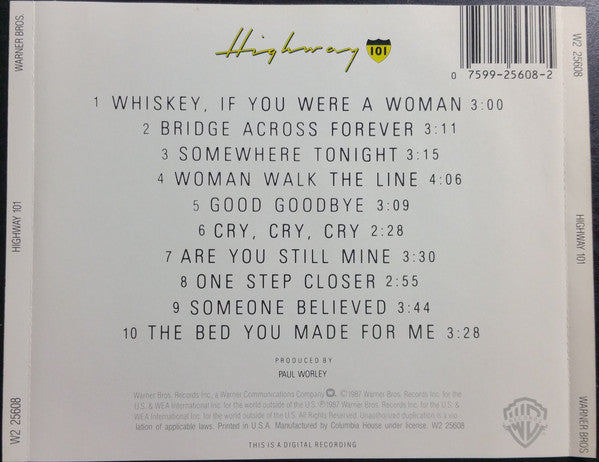 Highway 101
0 7599-25608-2
WARNER BROS.
HIGHWAY 101
W2 25608
1 WHISKEY, IF YOU WERE A WOMAN 3:00
2 BRIDGE ACROSS FOREVER 3:11
3 SOMEWHERE TONIGHT 3:15
4 WOMAN WALK THE LINE 4:06
5 GOOD GOODBYE 3:09
6 CRY, CRY, CRY 2:28
7 ARE YOU STILL MINE 3:30
8 ONE STEP CLOSER 2:55
9 SOMEONE BELIEVED 3:44
10 THE BED YOU MADE FOR ME 3:28
PRODUCED BY
PAUL WORLEY
Warner Bros. Records Inc., a Warner Communications Company W. ©1987 Warner Bros. Records Inc. for the
U.S. & WEA International Inc. for the world outside of the U.S. ℗1987 Warner Bros. Records Inc. for the U.S. &
WEA International Inc. for the world outside of the U.S. All Rights Reserved. Unauthorized duplication is a vio
lation of applicable laws. Printed in U.S.A. Manufactured by Columbia House under license. W2 25608
THIS IS A DIGITAL RECORDING
W2 25608
HIGHWAY 101
WARNER BROS.